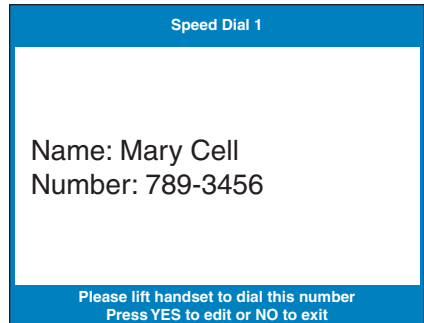 Speed Dial 1
Name: Mary Cell
Number: 789-3456
Please lift handset to dial this number
Press YES to edit or NO to exit